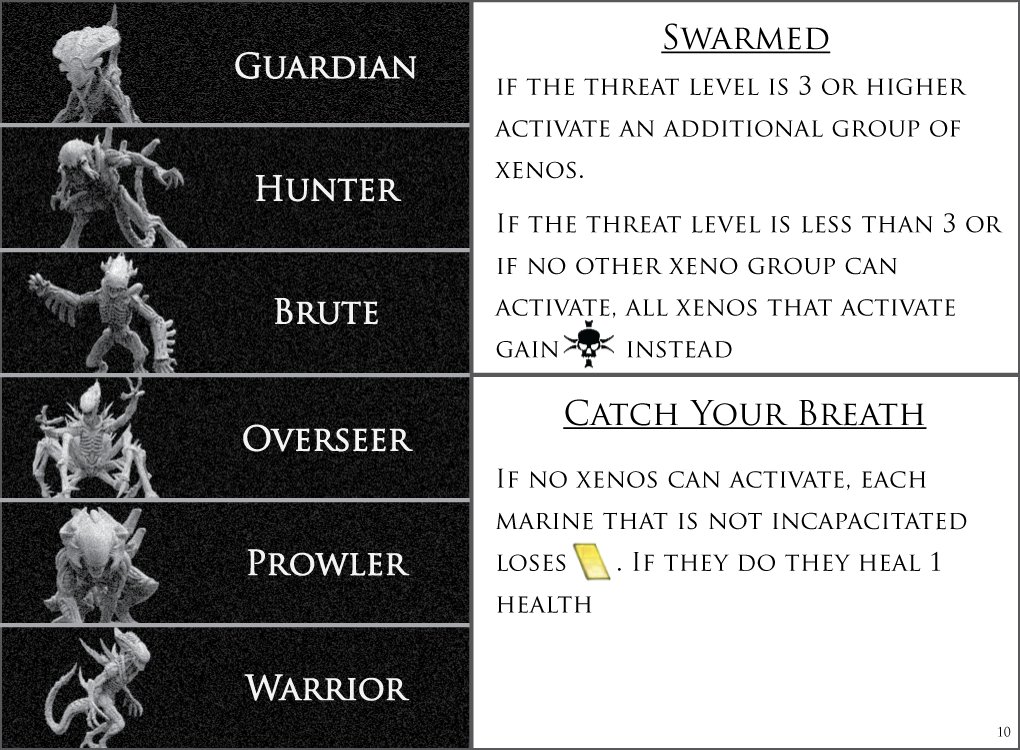 Guardian
Hunter
Brute
Overseer
Prowler
Warrior
Swarmed
if the threat level is 3 or higher
activate an additional group of
xenos.
If the threat level is less than 3 or
if no other xeno group can
activate, all xenos that activate
gain instead
Catch Your Breath
If no xenos can activate, each
marine that is not incapacitated
loses . If they do they heal 1
health
10